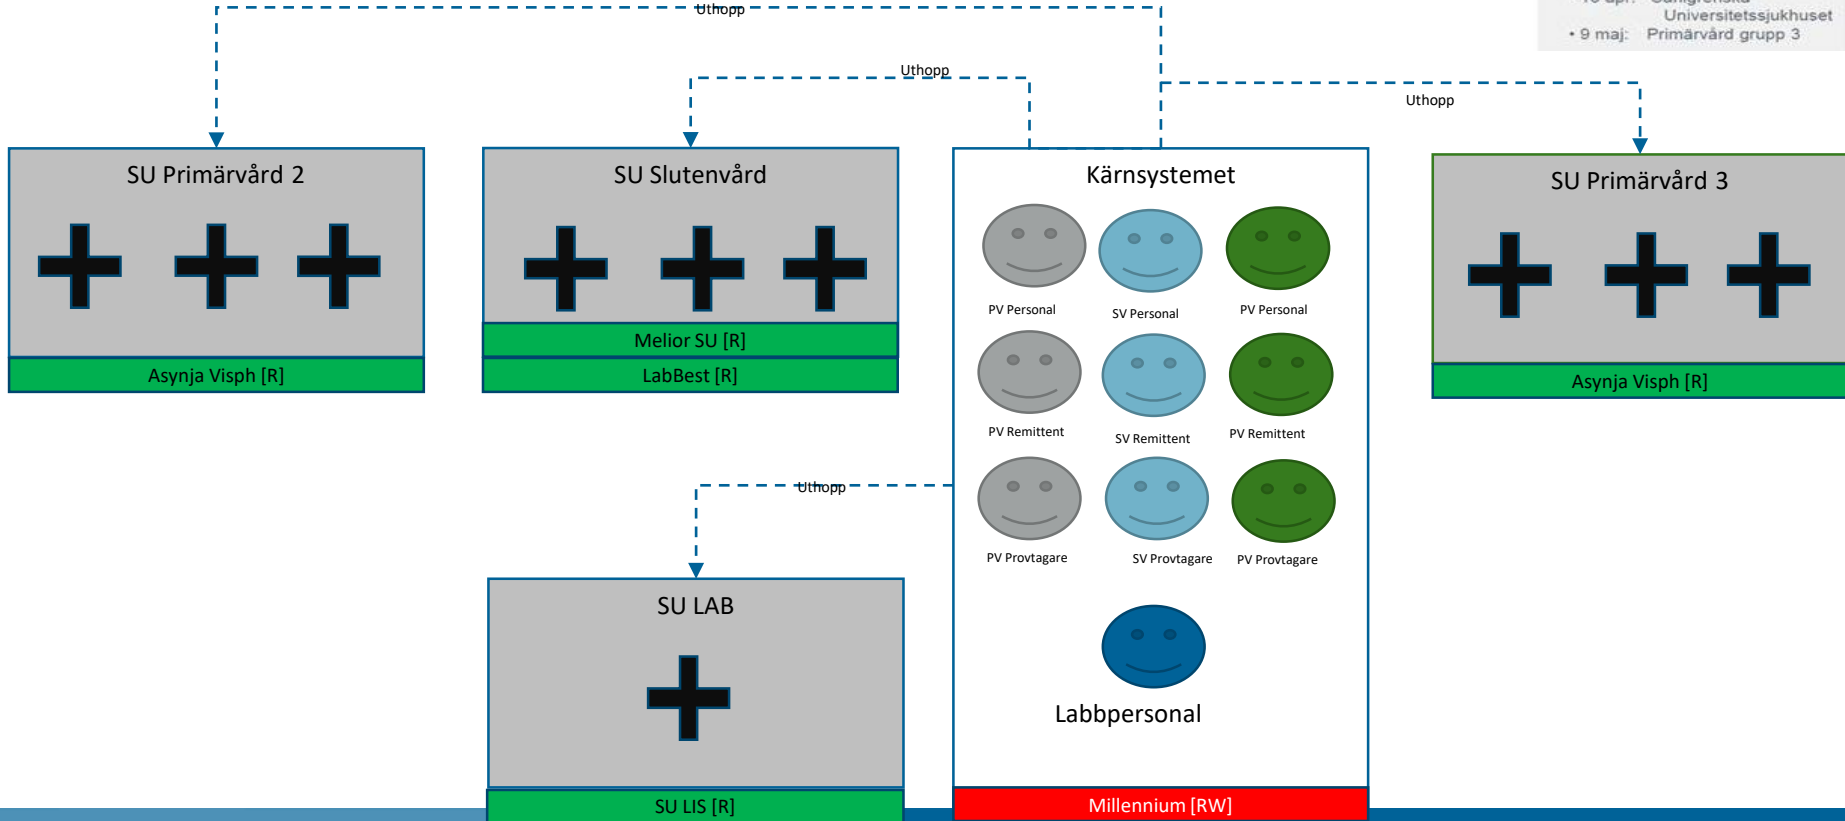 Uthopp
Universitetssjukhuset
• 9 maj: Primärvård grupp 3
Uthopp
Uthopp
SU Primärvård 2
SU Slutenvård
Kärnsystemet
SU Primärvård 3
PV Personal
SV Personal
PV Personal
Melior SU [R]
Asynja Visph [R]
LabBest [R]
Asynja Visph [R]
PV Remittent
SV Remittent
PV Remittent
Uthopp
PV Provtagare
SV Provtagare
PV Provtagare
SU LAB
Labbpersonal
SU LIS [R]
Millennium [RW]